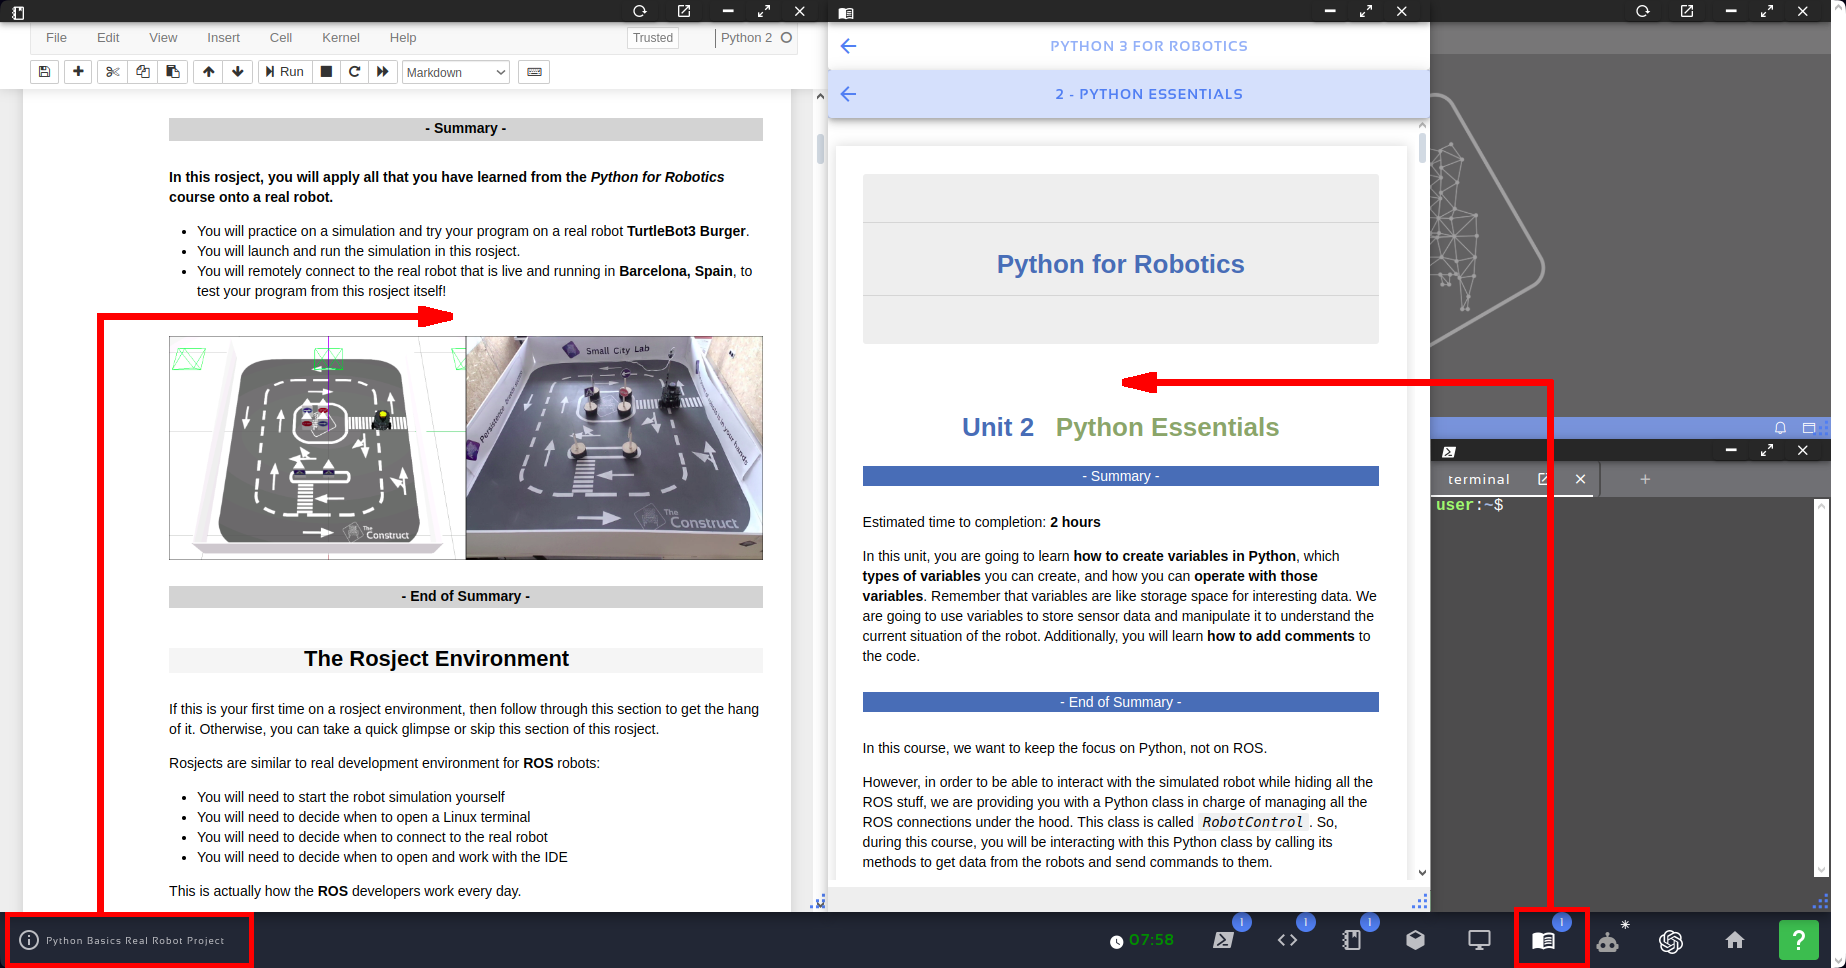 File Edit View Insert Cell Kernel Help Trusted Python 2
Run Markdown
- Summary -
In this rosject, you will apply all that you have learned from the Python for Robotics
course onto a real robot.
You will practice on a simulation and try your program on a real robot TurtleBot3 Burger.
You will launch and run the simulation in this rosject.
You will remotely connect to the real robot that is live and running in Barcelona, Spain, to
test your program from this rosject itself!
The
Construct
Small City Lab
Persistence
The
Construct
- End of Summary -
The Rosject Environment
If this is your first time on a rosject environment, then follow through this section to get the hang
of it. Otherwise, you can take a quick glimpse or skip this section of this rosject.
Rosjects are similar to real development environment for ROS robots:
You will need to start the robot simulation yourself
You will need to decide when to open a Linux terminal
You will need to decide when to connect to the real robot
You will need to decide when to open and work with the IDE
This is actually how the ROS developers work every day.
PYTHON 3 FOR ROBOTICS
2 - PYTHON ESSENTIALS
Python for Robotics
Unit 2 Python Essentials
- Summary -
Estimated time to completion: 2 hours
In this unit, you are going to learn how to create variables in Python, which
types of variables you can create, and how you can operate with those
variables. Remember that variables are like storage space for interesting data. We
are going to use variables to store sensor data and manipulate it to understand the
current situation of the robot. Additionally, you will learn how to add comments to
the code.
- End of Summary -
In this course, we want to keep the focus on Python, not on ROS.
However, in order to be able to interact with the simulated robot while hiding all the
ROS stuff, we are providing you with a Python class in charge of managing all the
ROS connections under the hood. This class is called RobotControl. So,
during this course, you will be interacting with this Python class by calling its
methods to get data from the robots and send commands to them.
terminal
user:~$
Python Basics Real Robot Project
07:58
1
1
1
1
?